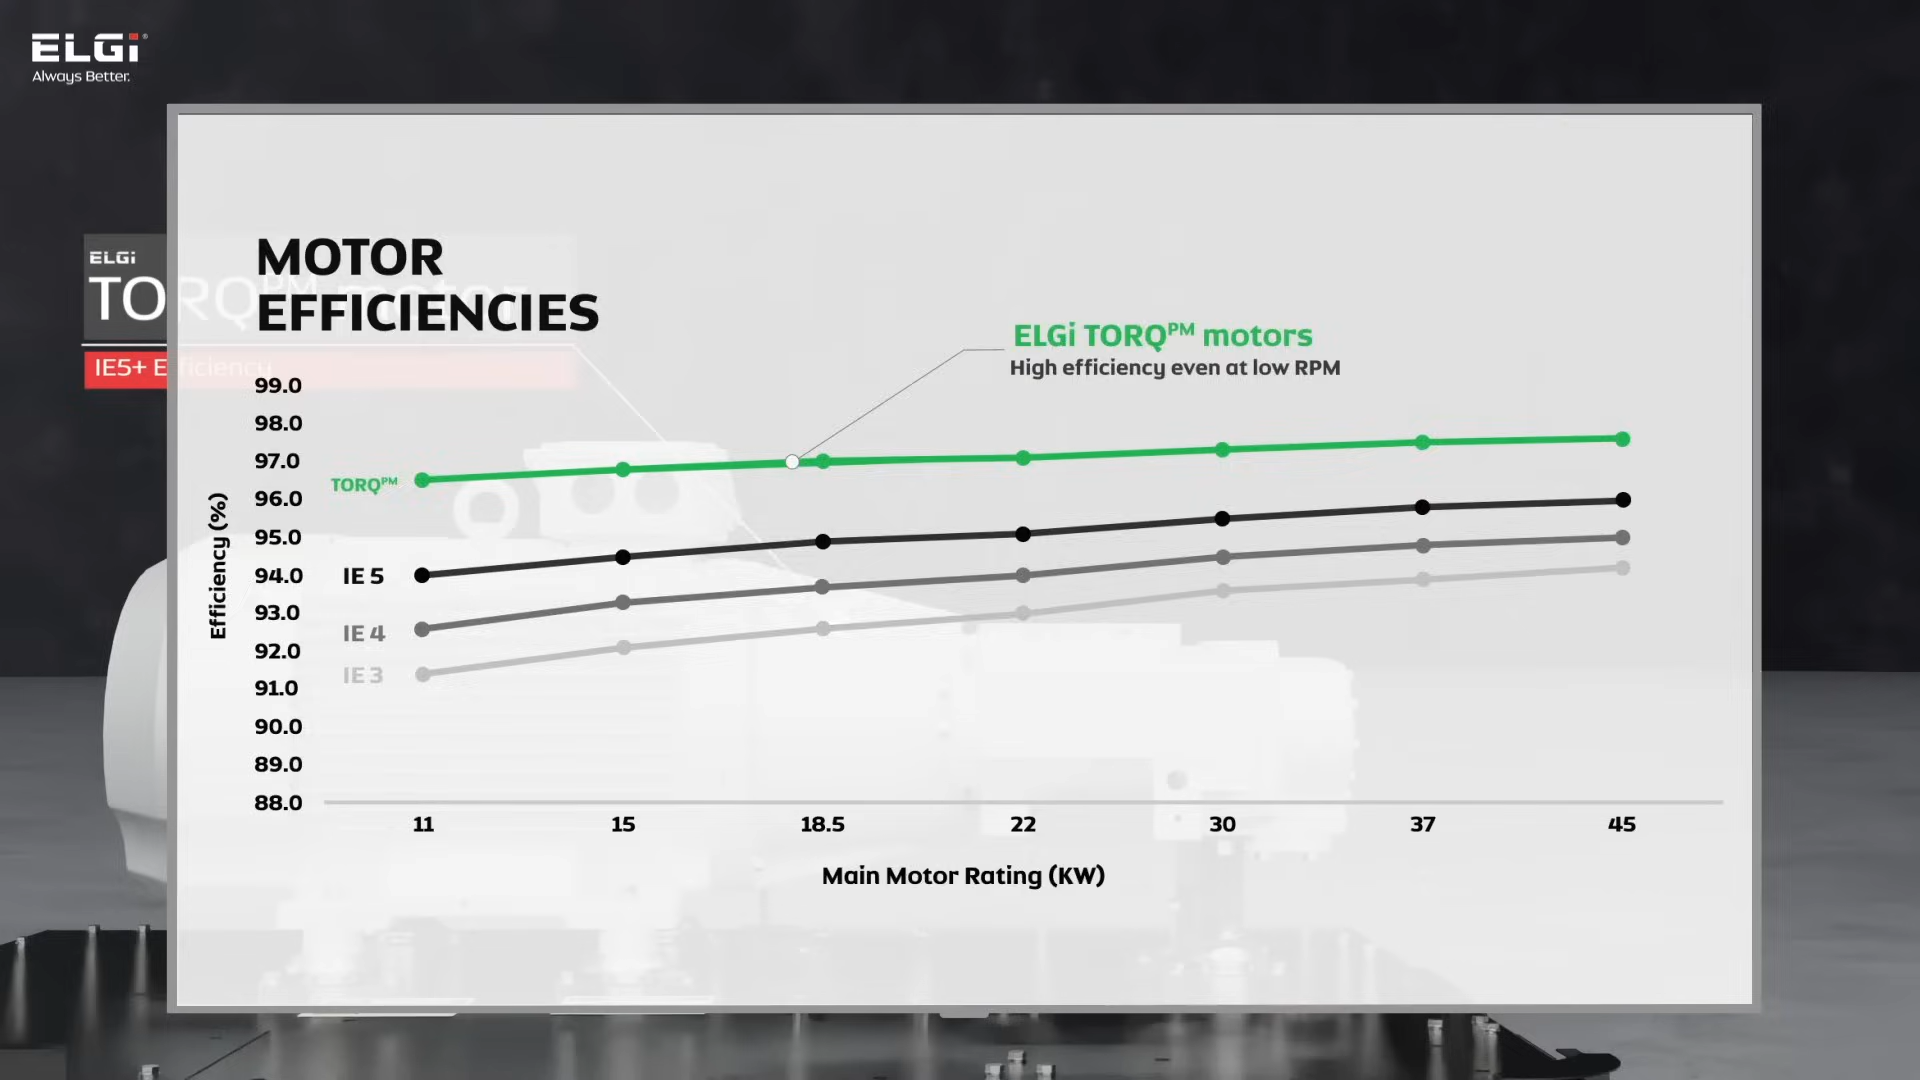 ELGi®
Always Better.
ELGi
TORQPM motor
IE5+ Efficiency
MOTOR
EFFICIENCIES
ELGi TORQPM motors
High efficiency even at low RPM
99.0
98.0
97.0
96.0
95.0
94.0
93.0
92.0
91.0
90.0
89.0
88.0
Efficiency (%)
TORQPM
IE 5
IE 4
IE 3
11 15 18.5 22 30 37 45
Main Motor Rating (KW)